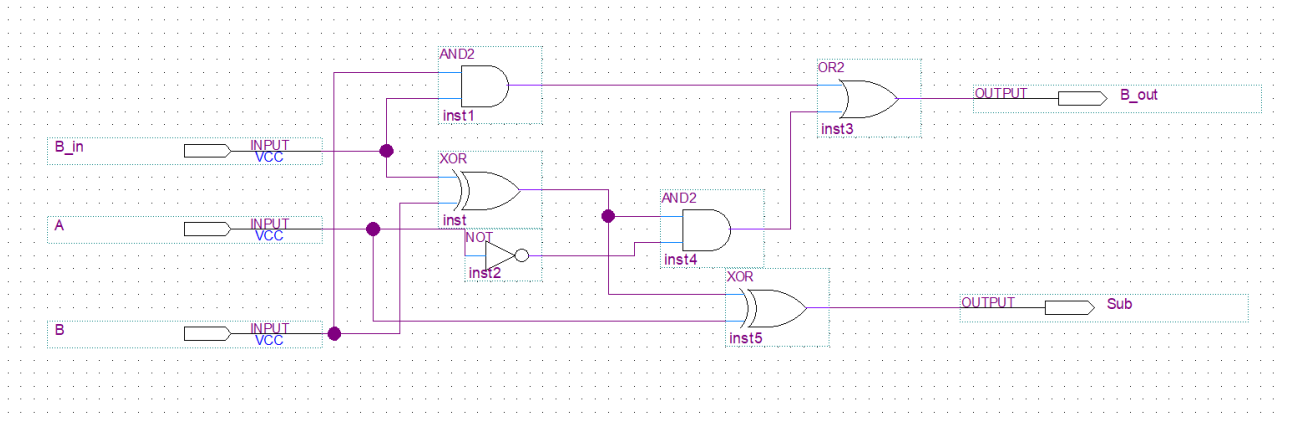 AND2
inst1
OR2
inst3
OUTPUT
B_out
B_in
INPUT
VCC
XOR
inst
A
INPUT
VCC
NOT
inst2
AND2
inst4
XOR
inst5
OUTPUT
Sub
B
INPUT
VCC